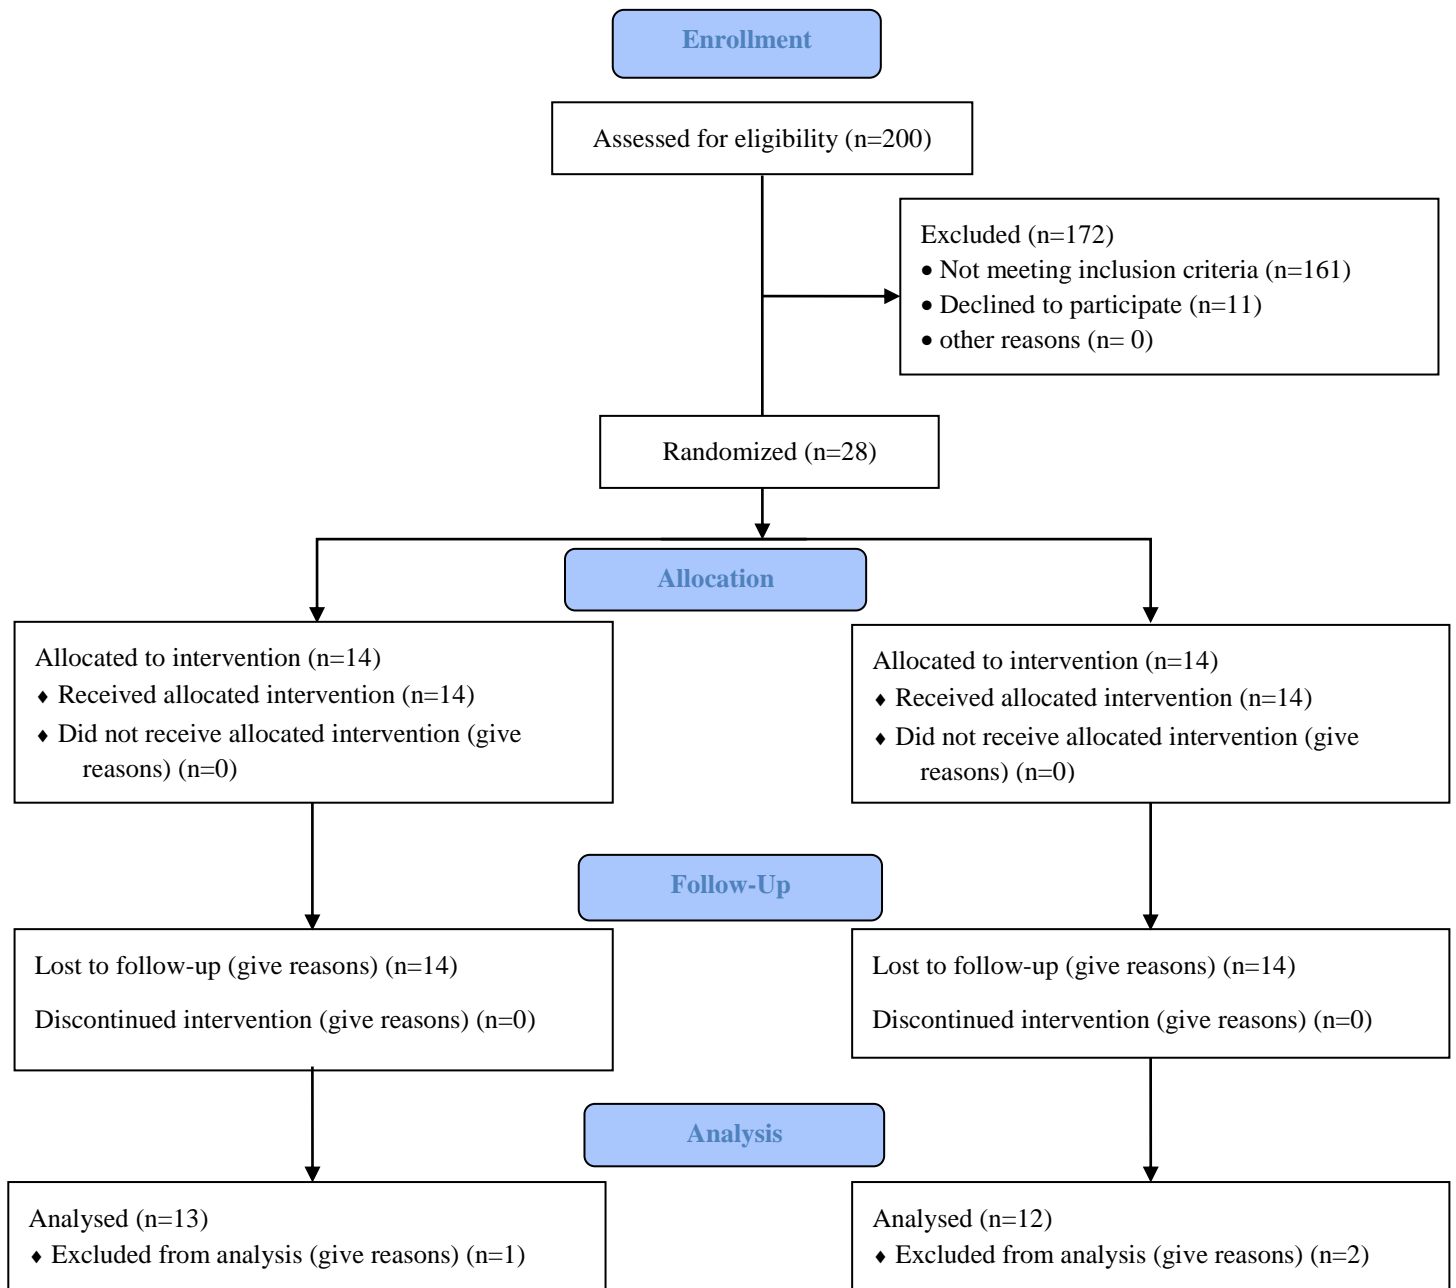 Enrollment
Assessed for eligibility (n=200)
Excluded (n=172)
• Not meeting inclusion criteria (n=161)
• Declined to participate (n=11)
• other reasons (n= 0)
Randomized (n=28)
Allocation
Allocated to intervention (n=14)
♦ Received allocated intervention (n=14)
♦ Did not receive allocated intervention (give
reasons) (n=0)
Allocated to intervention (n=14)
♦ Received allocated intervention (n=14)
♦ Did not receive allocated intervention (give
reasons) (n=0)
Follow-Up
Lost to follow-up (give reasons) (n=14)
Discontinued intervention (give reasons) (n=0)
Lost to follow-up (give reasons) (n=14)
Discontinued intervention (give reasons) (n=0)
Analysis
Analysed (n=13)
♦ Excluded from analysis (give reasons) (n=1)
Analysed (n=12)
♦ Excluded from analysis (give reasons) (n=2)